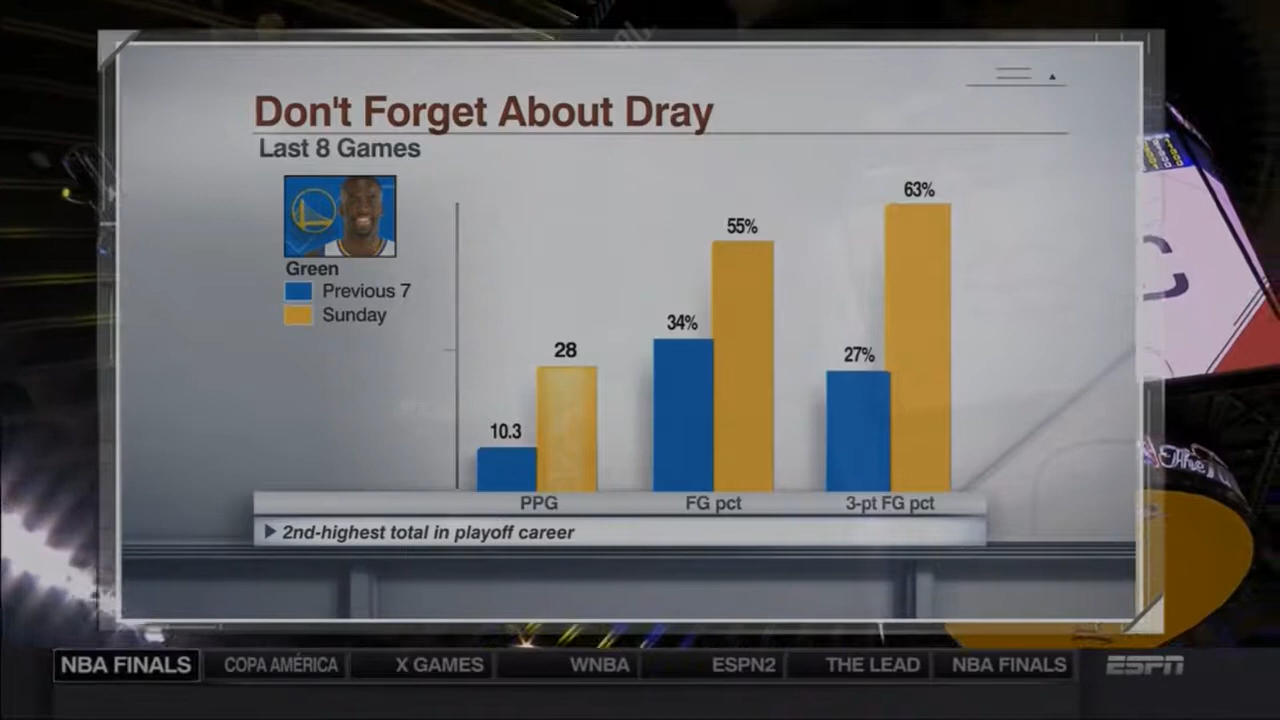 Don't Forget About Dray
Last 8 Games
Green
Previous 7
Sunday
10.3
28
34%
55%
27%
63%
PPG
FG pct
3-pt FG pct
2nd-highest total in playoff career
The
NBA FINALS
COPA AMÉRICA
X GAMES
WNBA
ESPN2
THE LEAD
NBA FINALS
ESPN